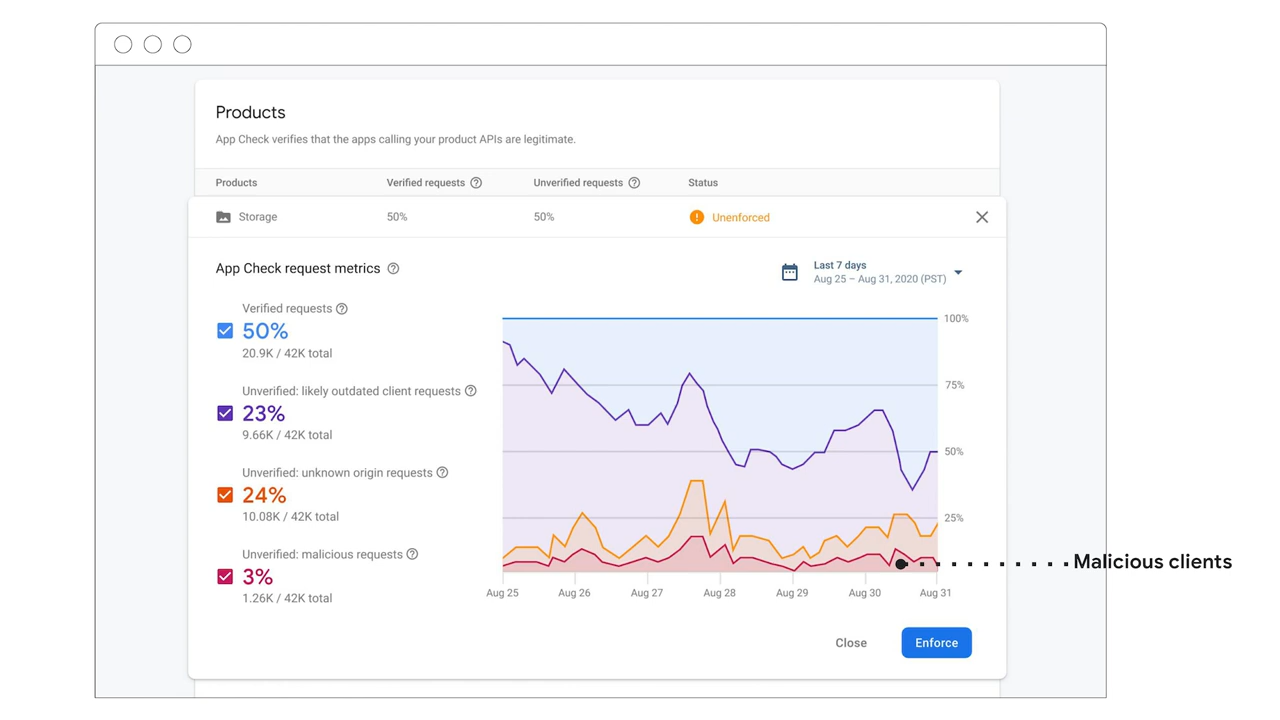 Products
App Check verifies that the apps calling your product APIs are legitimate.
Products Verified requests Unverified requests Status
Storage 50% 50% Unenforced
App Check request metrics
Last 7 days
Aug 25 – Aug 31, 2020 (PST)
Verified requests
50%
20.9K / 42K total
Unverified: likely outdated client requests
23%
9.66K / 42K total
Unverified: unknown origin requests
24%
10.08K / 42K total
Unverified: malicious requests
3%
1.26K / 42K total
100%
75%
50%
25%
Aug 25 Aug 26 Aug 27 Aug 28 Aug 29 Aug 30 Aug 31
Malicious clients
Close Enforce